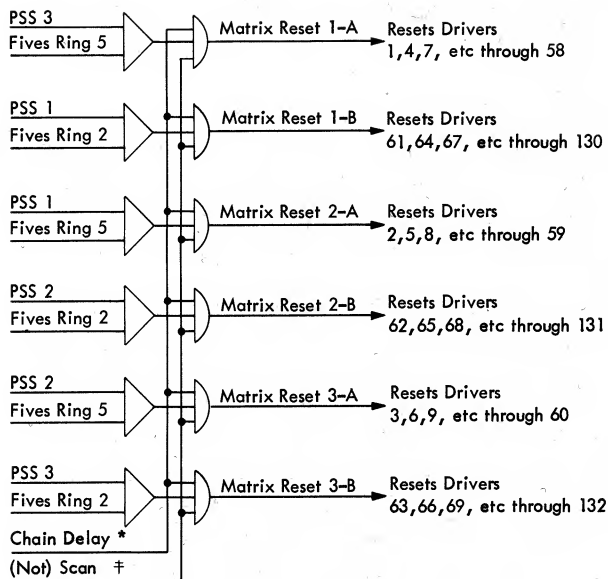 PSS 3
Fives Ring 5
Matrix Reset 1-A
Resets Drivers
1,4,7, etc through 58
PSS 1
Fives Ring 2
Matrix Reset 1-B
Resets Drivers
61,64,67, etc through 130
PSS 1
Fives Ring 5
Matrix Reset 2-A
Resets Drivers
2,5,8, etc through 59
PSS 2
Fives Ring 2
Matrix Reset 2-B
Resets Drivers
62,65,68, etc through 131
PSS 2
Fives Ring 5
Matrix Reset 3-A
Resets Drivers
3,6,9, etc through 60
PSS 3
Fives Ring 2
Matrix Reset 3-B
Resets Drivers
63,66,69, etc through 132
Chain Delay *
(Not) Scan ‡